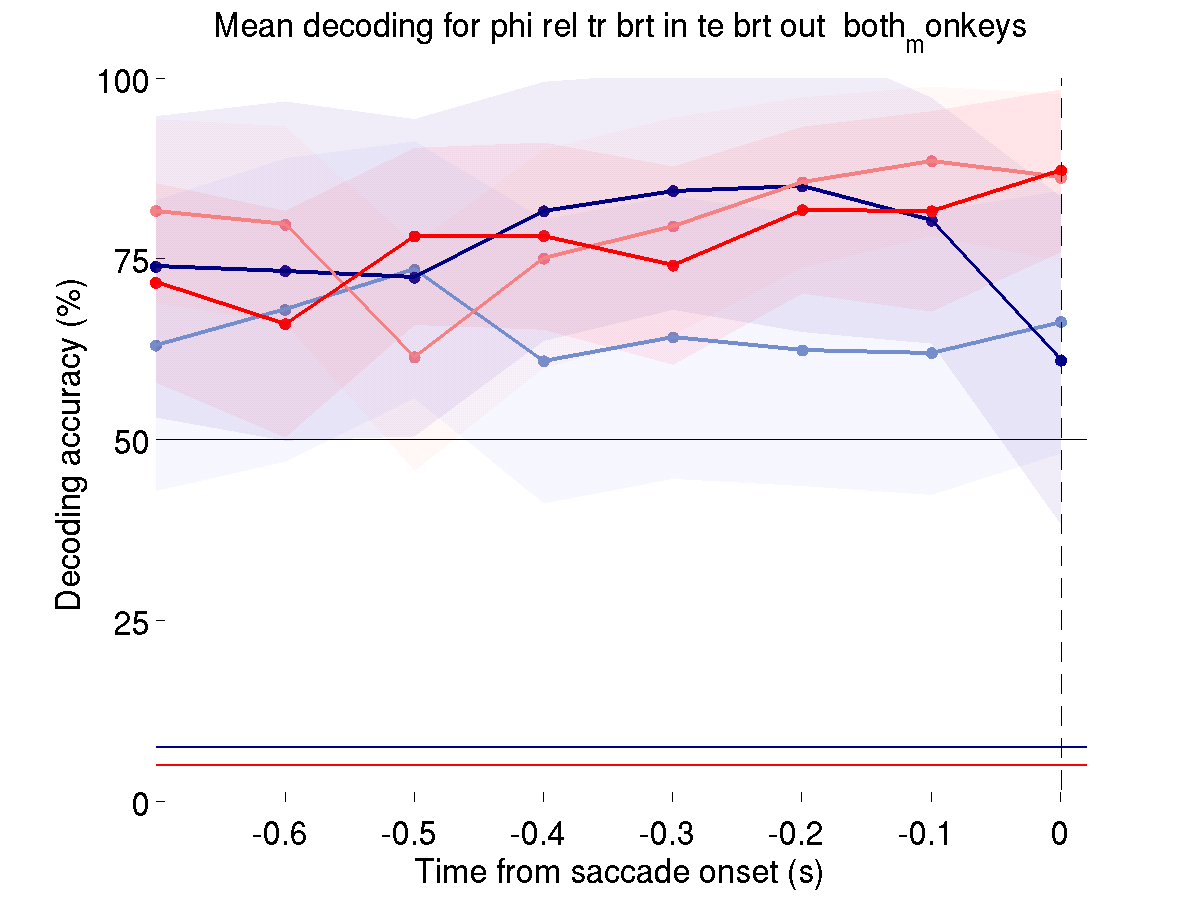 Mean decoding for phi rel tr brt in te brt out both_monkeys
Decoding accuracy (%)
100
75
50
25
0
-0.6 -0.5 -0.4 -0.3 -0.2 -0.1 0
Time from saccade onset (s)